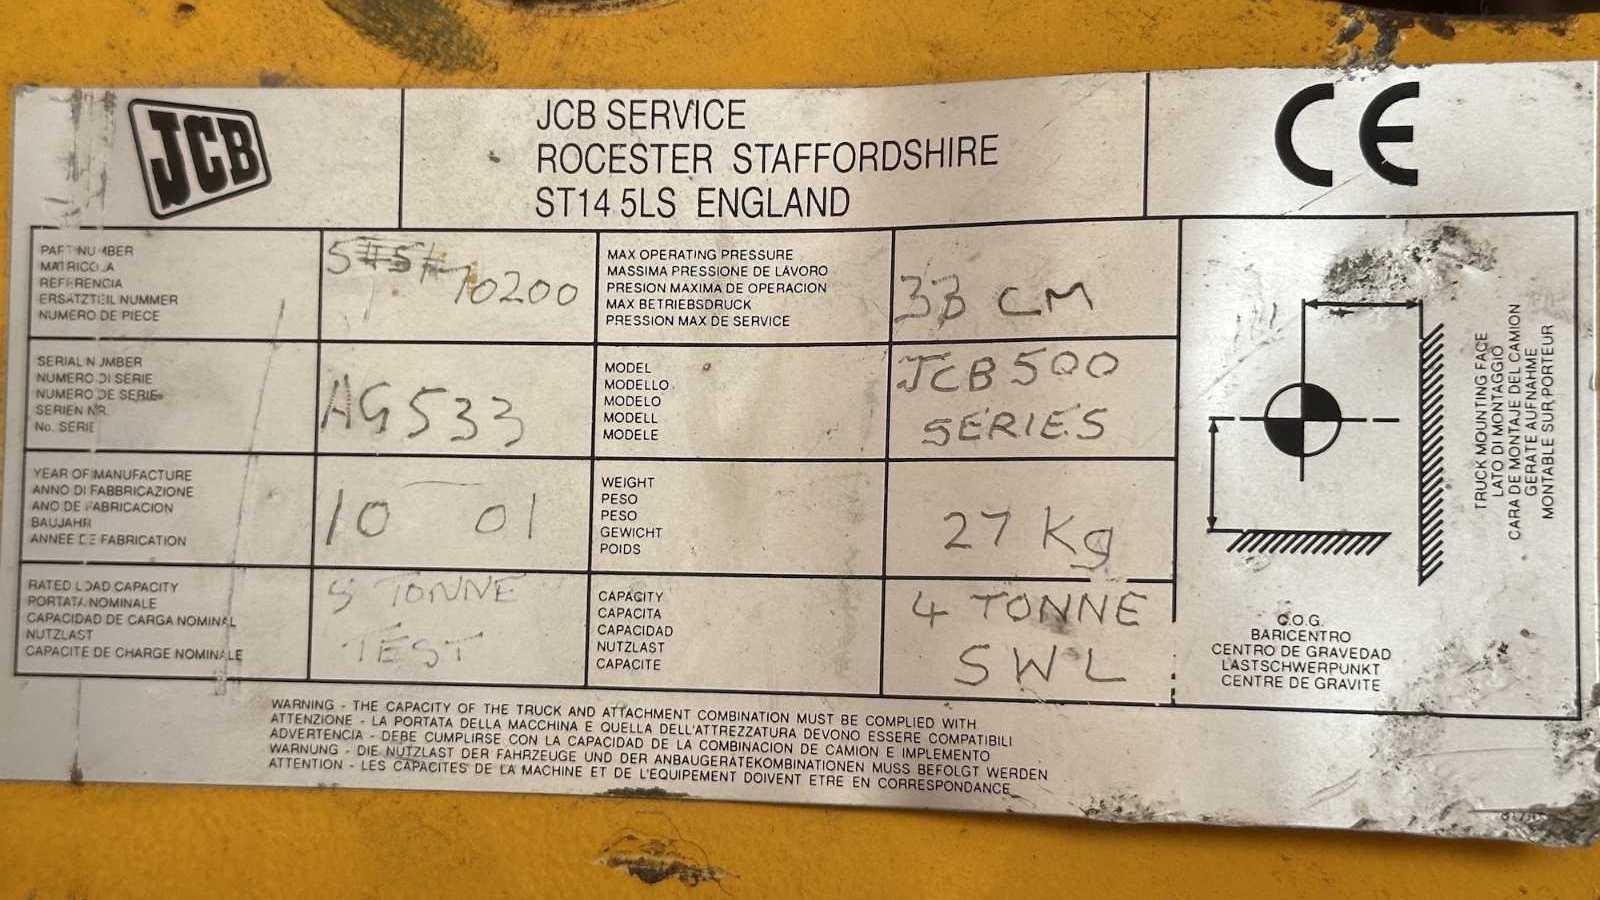 JCB
JCB SERVICE
ROCESTER STAFFORDSHIRE
ST14 5LS ENGLAND
CE
PART NUMBER
MATRICOLA
REFERENCIA
ERSATZTEIL NUMMER
NUMERO DE PIECE
10200
MAX OPERATING PRESSURE
MASSIMA PRESSIONE DE LAVORO
PRESION MAXIMA DE OPERACION
MAX BETRIEBSDRUCK
PRESSION MAX DE SERVICE
33 CM
SERIAL NUMBER
NUMERO DI SERIE
NUMERO DE SERIE
SERIEN NR.
No. SERIE
AG533
MODEL
MODELLO
MODELO
MODELL
MODELE
JCB 500
SERIES
YEAR OF MANUFACTURE
ANNO DI FABBRICAZIONE
ANO DE FABRICACION
BAUJAHR
ANNEE DE FABRICATION
10 01
WEIGHT
PESO
PESO
GEWICHT
POIDS
27 Kg
RATED LOAD CAPACITY
PORTATA NOMINALE
CAPACIDAD DE CARGA NOMINAL
NUTZLAST
CAPACITE DE CHARGE NOMINALE
TONNE
TEST
CAPACITY
CAPACITA
CAPACIDAD
NUTZLAST
CAPACITE
4 TONNE
SWL
TRUCK MOUNTING FACE
LATO DI MONTAGGIO
CARA DE MONTAJE DEL CAMION
GERATE AUFNAHME
MONTABLE SUR PORTEUR
C.O.G.
BARICENTRO
CENTRO DE GRAVEDAD
LASTSCHWERPUNKT
CENTRE DE GRAVITE
WARNING - THE CAPACITY OF THE TRUCK AND ATTACHMENT COMBINATION MUST BE COMPLIED WITH
ATTENZIONE - LA PORTATA DELLA MACCHINA E QUELLA DELL'ATTREZZATURA DEVONO ESSERE COMPATIBILI
ADVERTENCIA - DEBE CUMPLIRSE CON LA CAPACIDAD DE LA COMBINACION DE CAMION E IMPLEMENTO
WARNUNG - DIE NUTZLAST DER FAHRZEUGE UND DER ANBAUGERATEKOMBINATIONEN MUSS BEFOLGT WERDEN
ATTENTION - LES CAPACITES DE LA MACHINE ET DE L'EQUIPEMENT DOIVENT ETRE EN CORRESPONDANCE